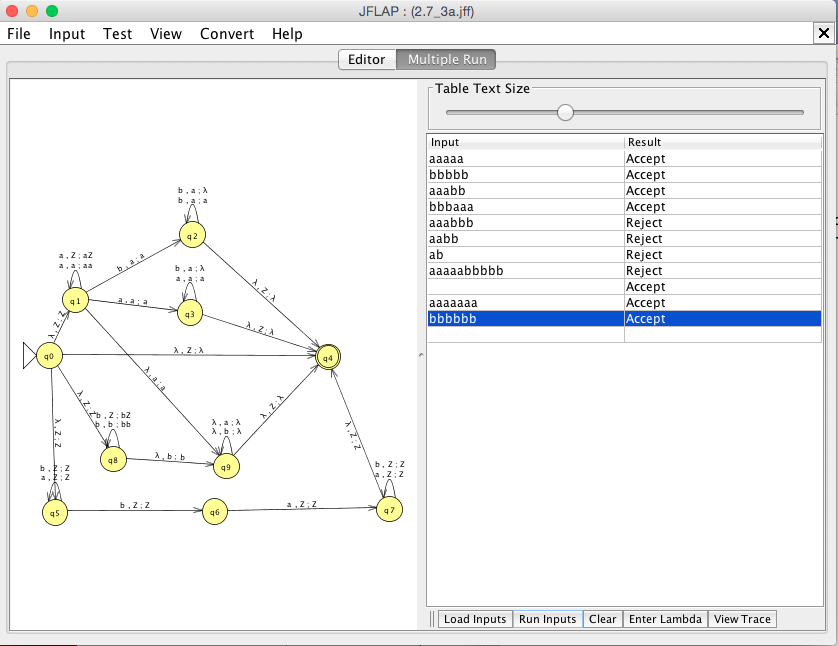 JFLAP : (2.7_3a.jff)
File Input Test View Convert Help
Editor Multiple Run
Table Text Size
Input Result
aaaaa Accept
bbbbb Accept
aaabb Accept
bbbaaa Accept
aaabbb Reject
aabb Reject
ab Reject
aaaaabbbbb Reject
Accept
aaaaaaa Accept
bbbbbb Accept
b , a ; λ
b , a ; a
q2
a , Z ; aZ
a , a ; aa
b , a ; a
b , a ; λ
a , a ; a
λ , Z ; λ
q1
a , a ; a
q3
λ , Z ; Z
λ , Z ; λ
q0
λ , Z ; λ
q4
λ , a ; a
λ , Z ; Z
b , Z ; bZ
b , b ; bb
λ , a ; λ
λ , b ; λ
λ , Z ; λ
λ , Z ; Z
λ , Z ; Z
q8
λ , b ; b
q9
b , Z ; Z
a , Z ; Z
b , Z ; Z
a , Z ; Z
q5
b , Z ; Z
q6
a , Z ; Z
q7
Load Inputs Run Inputs Clear Enter Lambda View Trace